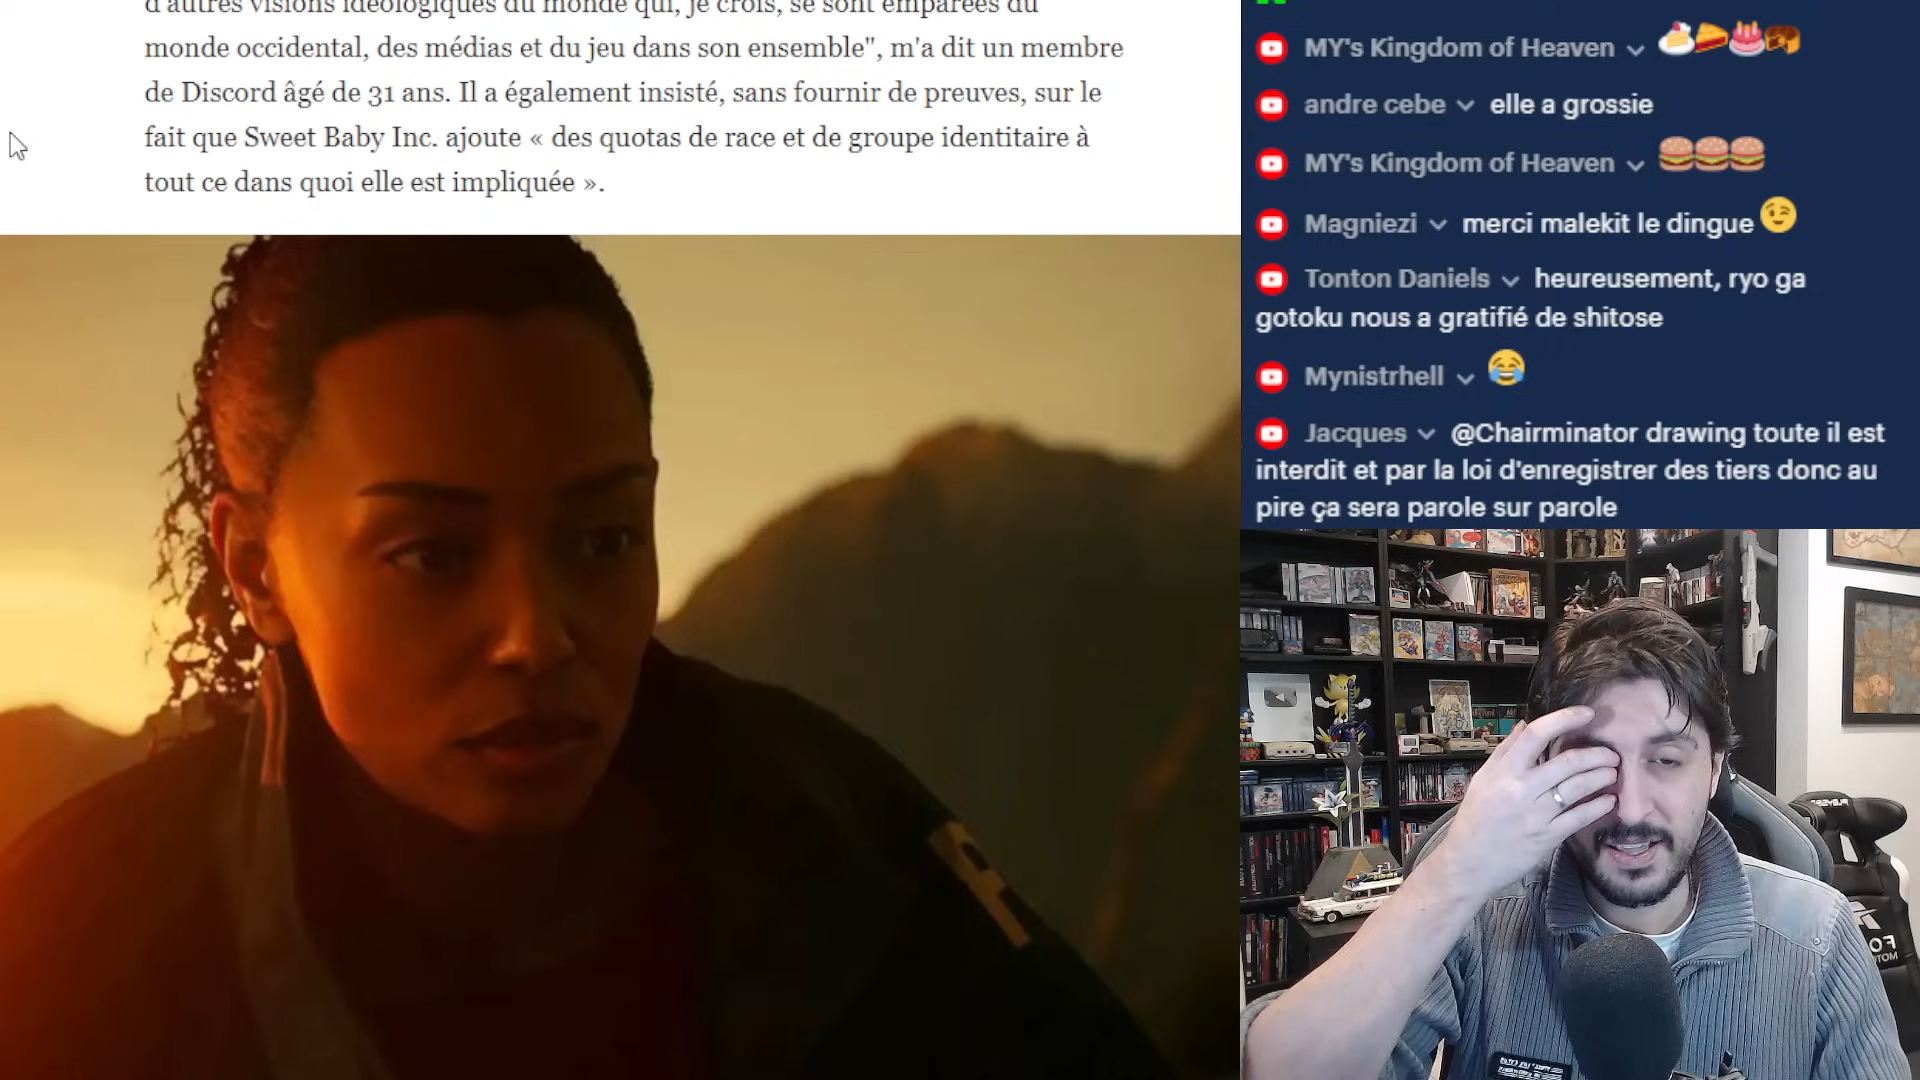 d'autres visions idéologiques du monde qui, je crois, se sont emparées du
monde occidental, des médias et du jeu dans son ensemble", m'a dit un membre
de Discord âgé de 31 ans. Il a également insisté, sans fournir de preuves, sur le
fait que Sweet Baby Inc. ajoute « des quotas de race et de groupe identitaire à
tout ce dans quoi elle est impliquée ».
MY's Kingdom of Heaven
andre cebe elle a grossie
MY's Kingdom of Heaven
Magniezi merci malekit le dingue
Tonton Daniels heureusement, ryo ga
gotoku nous a gratifié de shitose
Mynistrhell
Jacques @Chairminator drawing toute il est
interdit et par la loi d'enregistrer des tiers donc au
pire ça sera parole sur parole